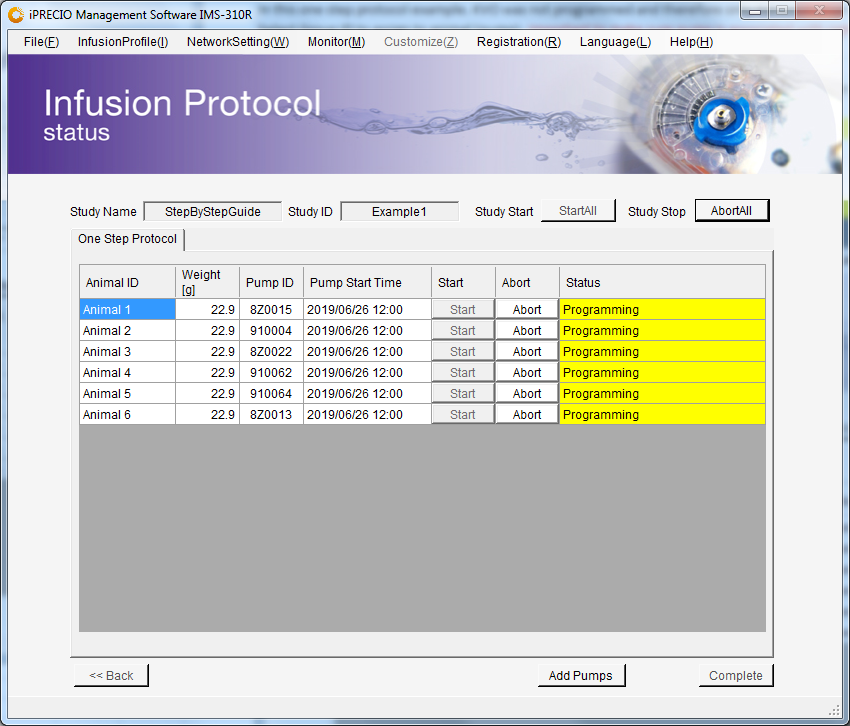 iPRECIO Management Software IMS-310R
File(F) InfusionProfile(I) NetworkSetting(W) Monitor(M) Customize(Z) Registration(R) Language(L) Help(H)
Infusion Protocol
status
Study Name StepByStepGuide Study ID Example1 Study Start StartAll Study Stop AbortAll
One Step Protocol
Animal ID Weight [g] Pump ID Pump Start Time Start Abort Status
Animal 1 22.9 8Z0015 2019/06/26 12:00 Start Abort Programming
Animal 2 22.9 910004 2019/06/26 12:00 Start Abort Programming
Animal 3 22.9 8Z0022 2019/06/26 12:00 Start Abort Programming
Animal 4 22.9 910062 2019/06/26 12:00 Start Abort Programming
Animal 5 22.9 910064 2019/06/26 12:00 Start Abort Programming
Animal 6 22.9 8Z0013 2019/06/26 12:00 Start Abort Programming
<< Back Add Pumps Complete